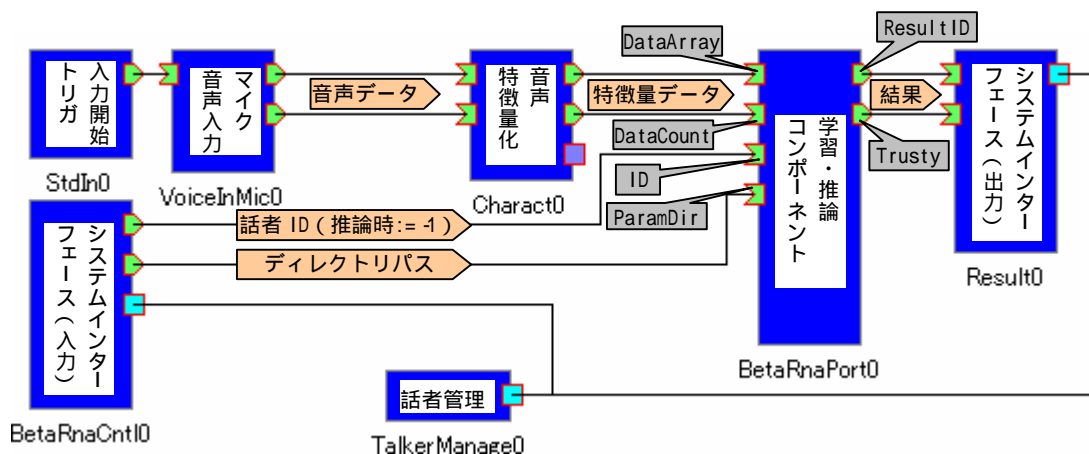 入力開始
トリガ
StdIn0
マイク
音声入力
VoiceInMic0
音声データ
音声
特徴量化
Charact0
特徴量データ
DataArray
DataCount
ID
ParamDir
学習・推論
コンポーネント
BetaRnaPort0
ResultID
結果
Trusty
システムインター
フェース(出力)
Result0
システムインター
フェース(入力)
BetaRnaCntl0
話者 ID(推論時:= -1)
ディレクトリパス
話者管理
TalkerManage0